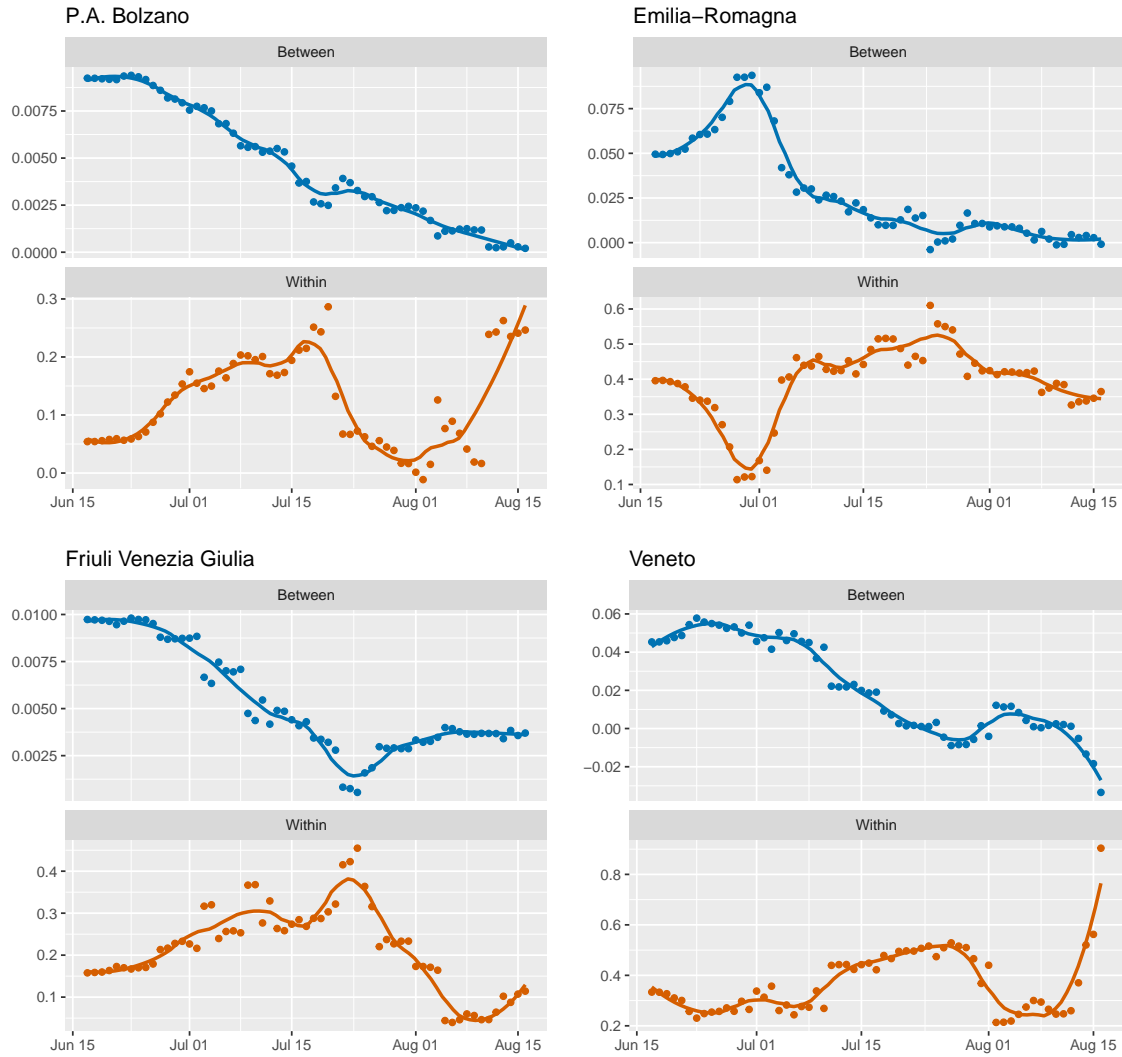 P.A. Bolzano
Between
0.0075
0.0050
0.0025
0.0000
Within
0.3
0.2
0.1
0.0
Jun 15 Jul 01 Jul 15 Aug 01 Aug 15
Emilia−Romagna
Between
0.075
0.050
0.025
0.000
Within
0.6
0.5
0.4
0.3
0.2
0.1
Jun 15 Jul 01 Jul 15 Aug 01 Aug 15
Friuli Venezia Giulia
Between
0.0100
0.0075
0.0050
0.0025
Within
0.4
0.3
0.2
0.1
Jun 15 Jul 01 Jul 15 Aug 01 Aug 15
Veneto
Between
0.06
0.04
0.02
0.00
−0.02
Within
0.8
0.6
0.4
0.2
Jun 15 Jul 01 Jul 15 Aug 01 Aug 15